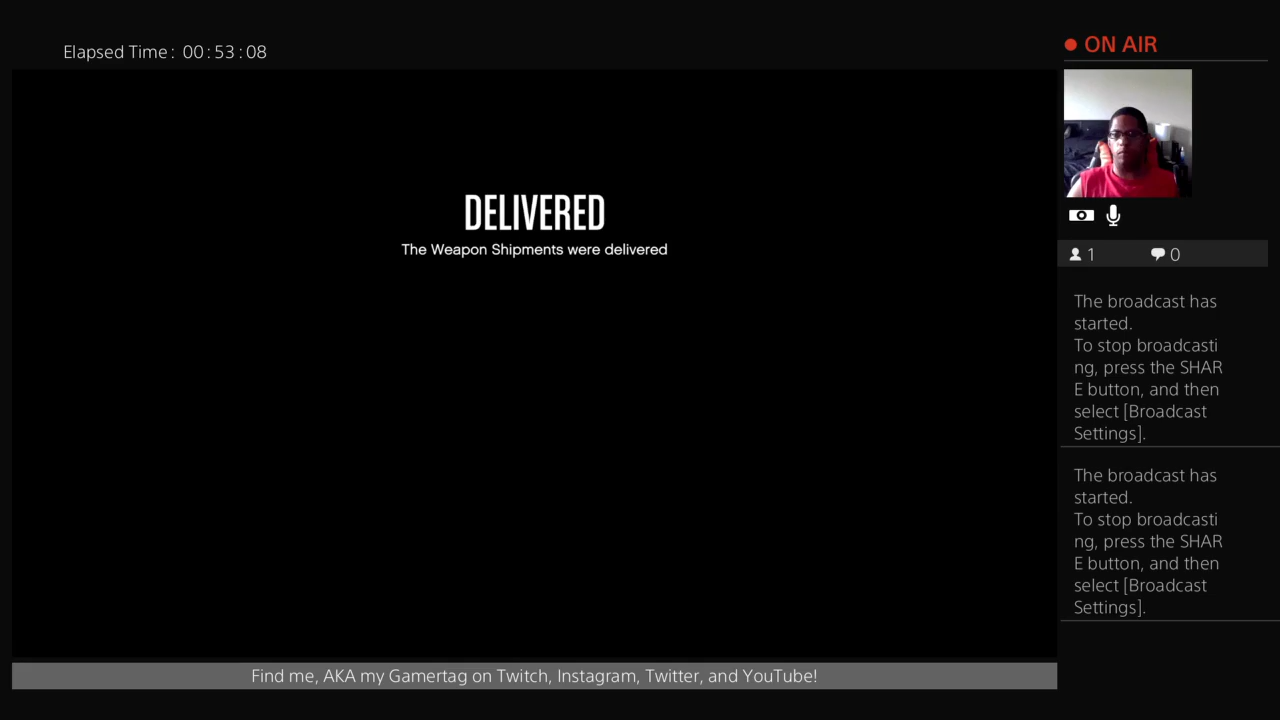 Elapsed Time: 00:53:08
ON AIR
DELIVERED
The Weapon Shipments were delivered
1 0
The broadcast has
started.
To stop broadcasti
ng, press the SHAR
E button, and then
select [Broadcast
Settings].
The broadcast has
started.
To stop broadcasti
ng, press the SHAR
E button, and then
select [Broadcast
Settings].
Find me, AKA my Gamertag on Twitch, Instagram, Twitter, and YouTube!